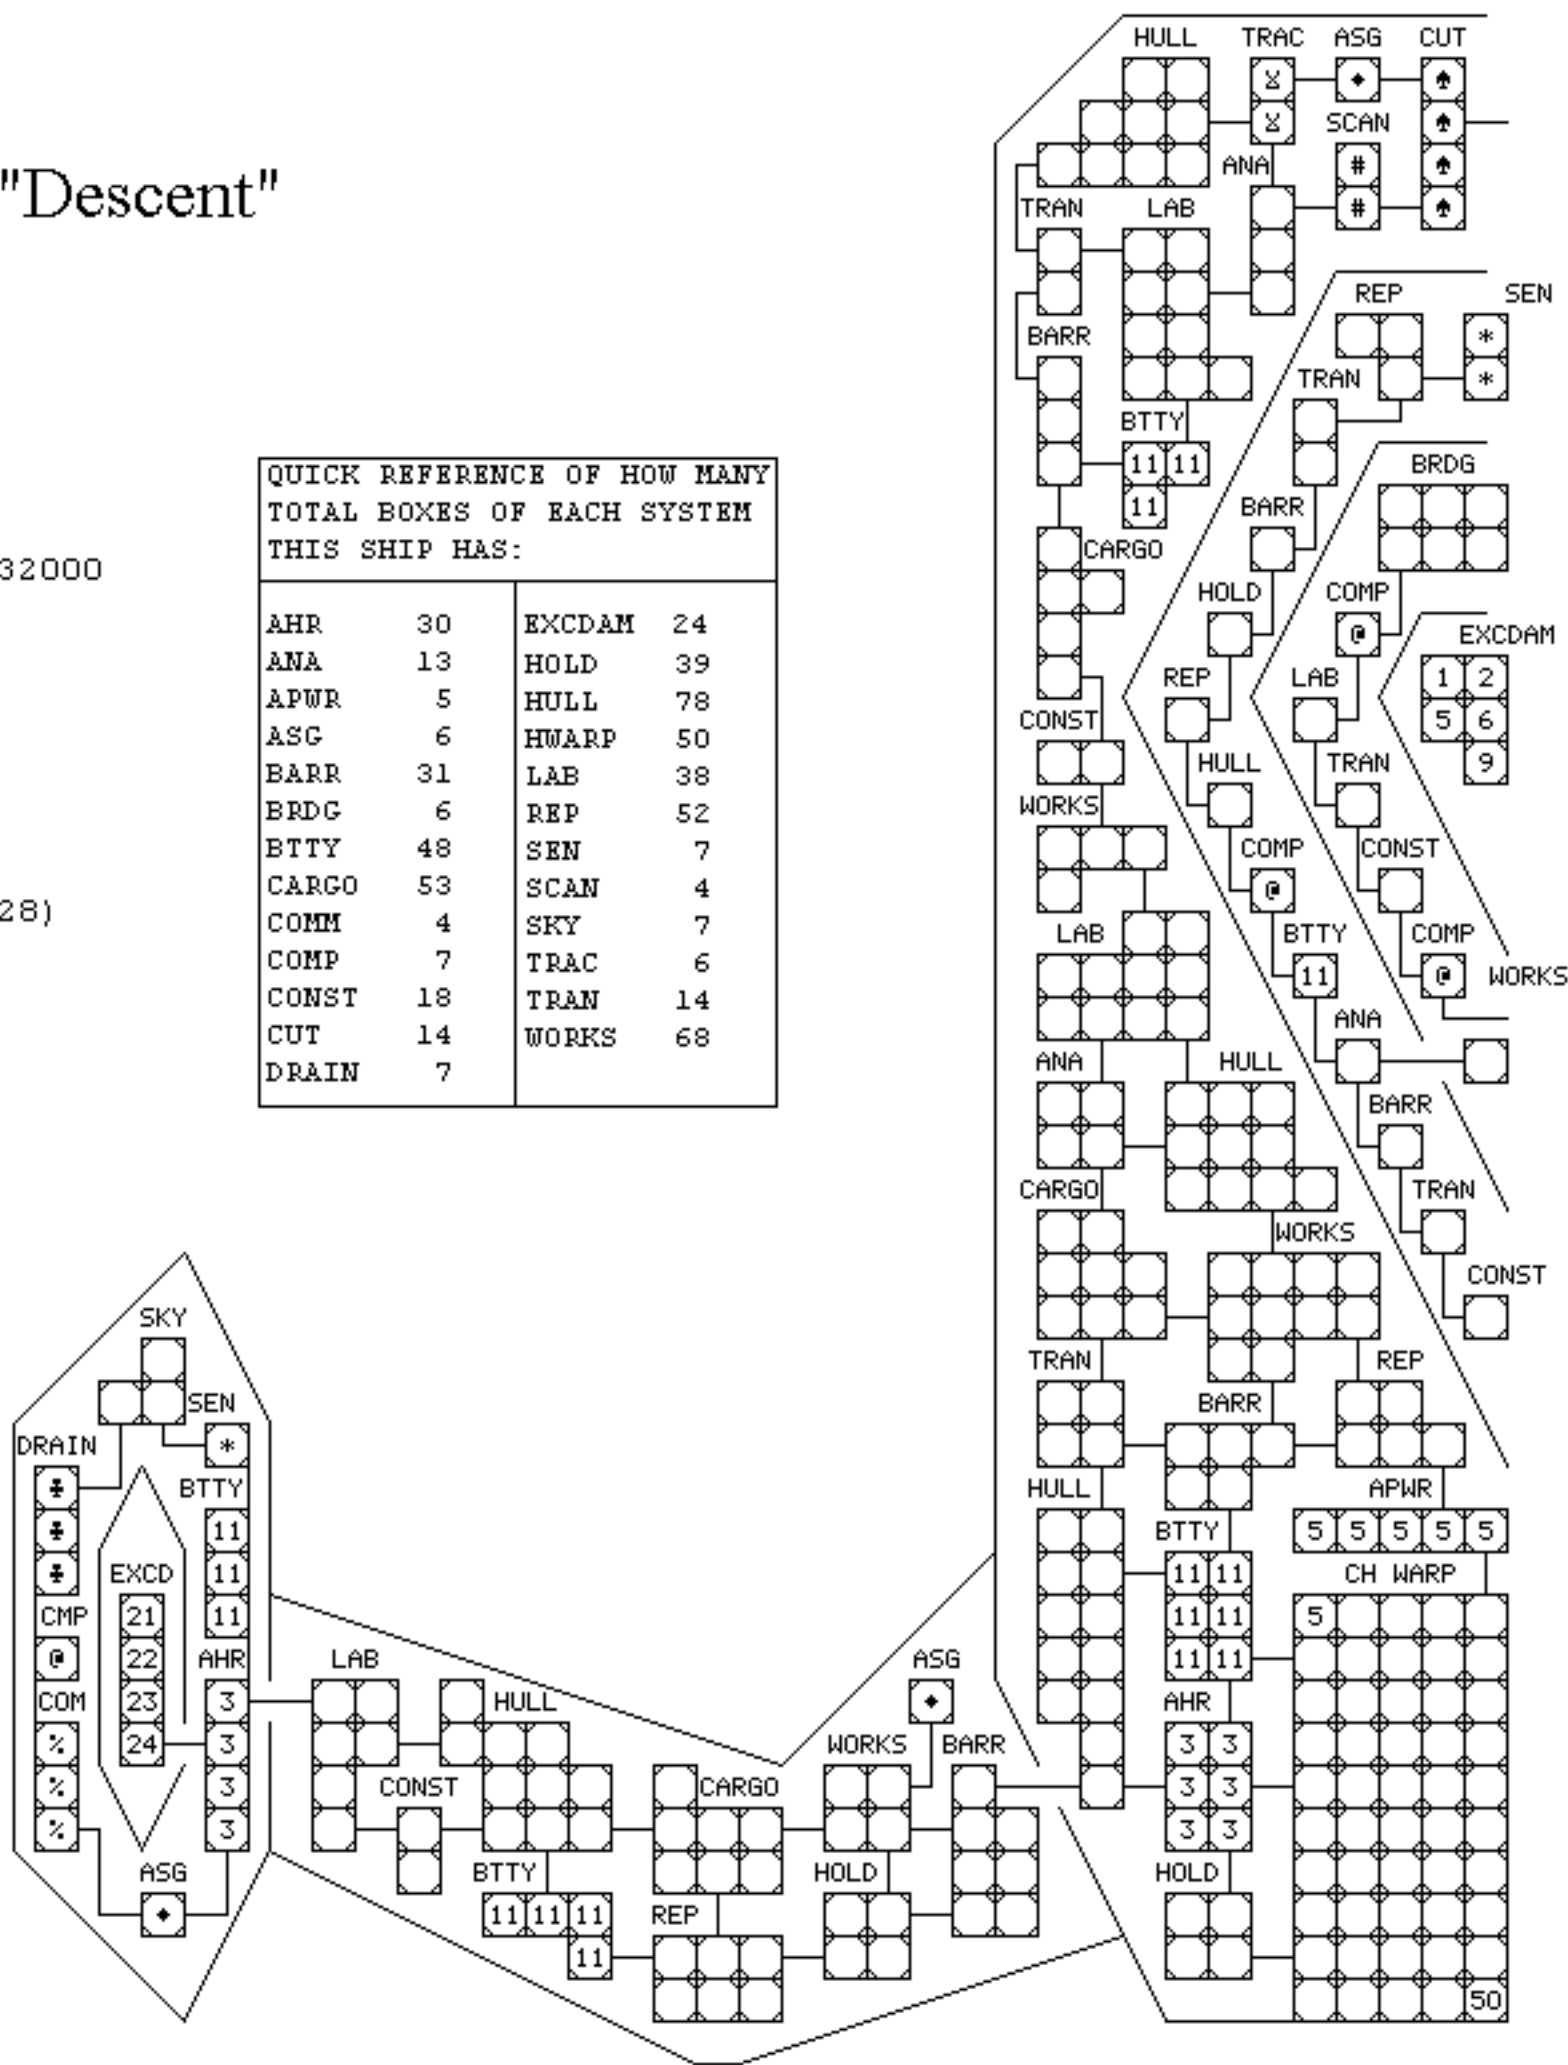 "Descent"
32000
28)
QUICK REFERENCE OF HOW MANY
TOTAL BOXES OF EACH SYSTEM
THIS SHIP HAS:
AHR 30 EXCDAM 24
ANA 13 HOLD 39
APWR 5 HULL 78
ASG 6 HWARP 50
BARR 31 LAB 38
BRDG 6 REP 52
BTTY 48 SEN 7
CARGO 53 SCAN 4
COMM 4 SKY 7
COMP 7 TRAC 6
CONST 18 TRAN 14
CUT 14 WORKS 68
DRAIN 7
HULL TRAC ASG CUT
SCAN
ANA
# #
TRAN LAB
REP SEN
* *
BARR
TRAN
BTTY
11 11
11
BRDG
BARR
CARGO
HOLD COMP
@
EXCDAM
1 2
5 6
9
REP LAB
CONST
HULL TRAN
WORKS
COMP CONST
@
LAB BTTY COMP
11 @ WORKS
ANA
ANA HULL
BARR
CARGO TRAN
WORKS
CONST
TRAN REP
BARR
HULL APWR
5 5 5 5 5
BTTY
11 11
11 11
11 11
CH WARP
5
50
AHR
3 3
3 3
3 3
HOLD
SKY
SEN
*
DRAIN
BTTY
11
11
11
EXCD
21
22
23
24
CMP
@
AHR
3
3
3
3
COM
%
%
%
ASG
LAB HULL
CONST
BTTY
11 11 11
11
CARGO
REP
ASG
WORKS BARR
HOLD